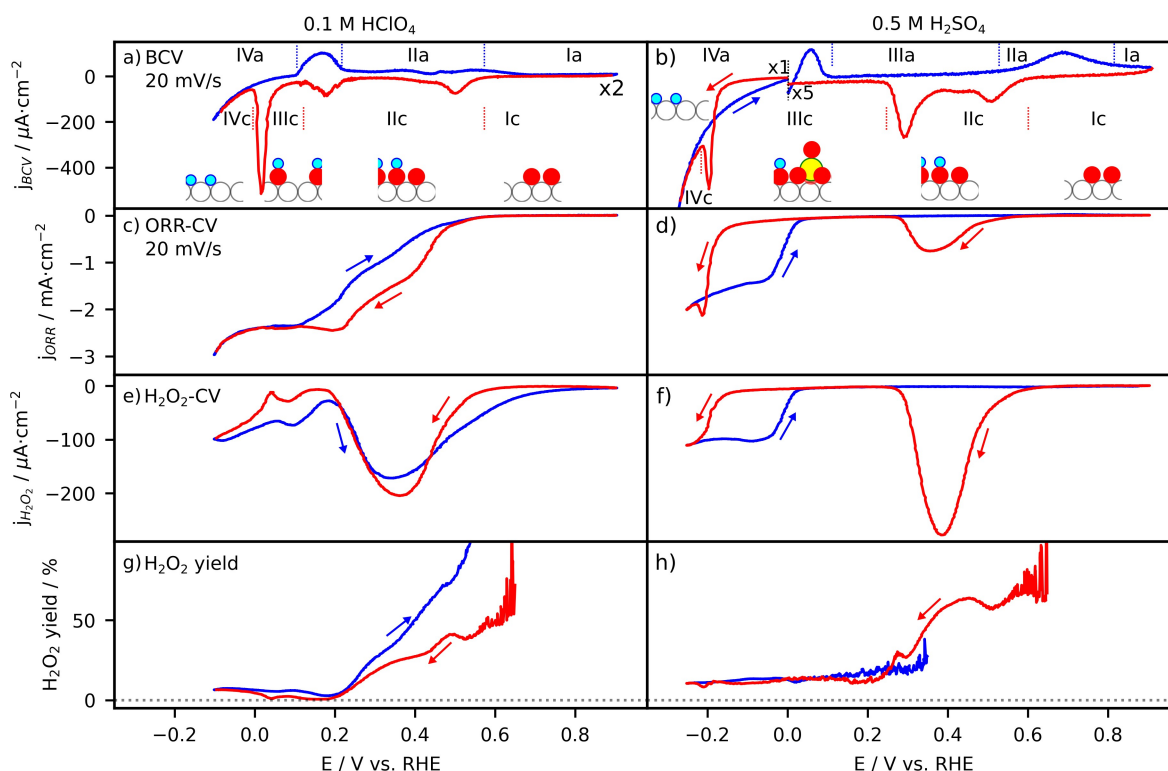 0.1 M HClO₄
0.5 M H₂SO₄
a) BCV
20 mV/s
IVa
IIa
Ia
x2
IVc
IIIc
IIc
Ic
0
−200
−400
j_BCV / µA·cm⁻²
b)
IVa
x1
x5
IIIa
IIa
Ia
IIIc
IIc
Ic
IVc
c) ORR-CV
20 mV/s
0
−1
−2
−3
j_ORR / mA·cm⁻²
d)
e) H₂O₂-CV
0
−100
−200
j_H₂O₂ / µA·cm⁻²
f)
g) H₂O₂ yield
50
0
H₂O₂ yield / %
h)
−0.2 0.0 0.2 0.4 0.6 0.8
E / V vs. RHE
−0.2 0.0 0.2 0.4 0.6 0.8
E / V vs. RHE